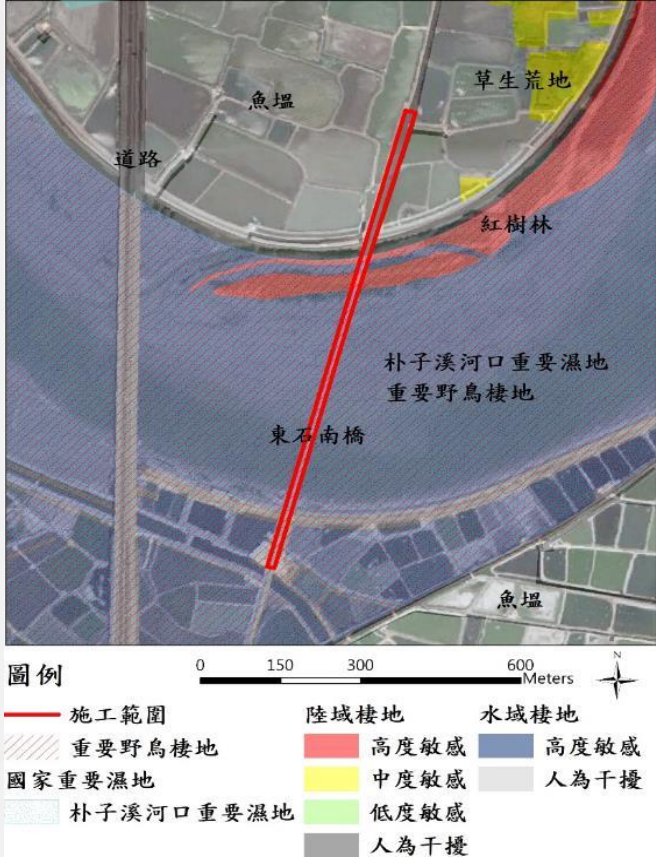 草生荒地
魚塭
道路
紅樹林
朴子溪河口重要濕地
重要野鳥棲地
東石南橋
魚塭
圖例
0 150 300 600
Meters
N
施工範圍
重要野鳥棲地
國家重要濕地
朴子溪河口重要濕地
陸域棲地
高度敏感
中度敏感
低度敏感
人為干擾
水域棲地
高度敏感
人為干擾